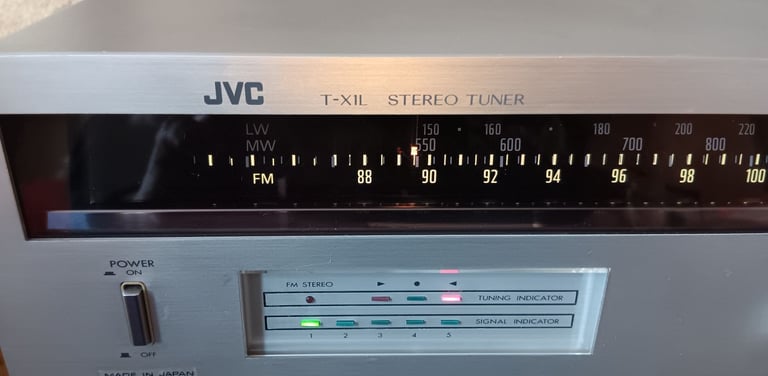 JVC T-X1L STEREO TUNER
LW 150 160 180 200 220
MW 550 600 700 800
FM 88 90 92 94 96 98 100
POWER
ON
FM STEREO
TUNING INDICATOR
SIGNAL INDICATOR
1 2 3 4 5
OFF
MADE IN JAPAN